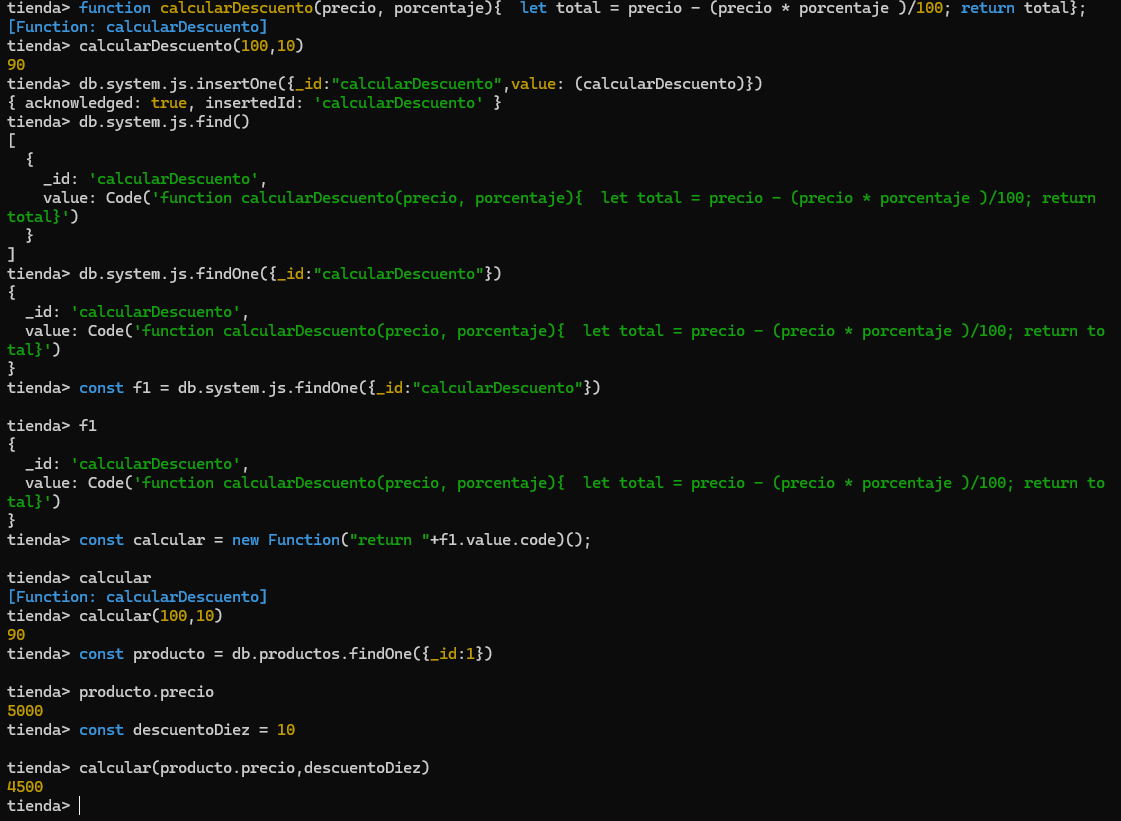 tienda> function calcularDescuento(precio, porcentaje){  let total = precio - (precio * porcentaje )/100; return total};
[Function: calcularDescuento]
tienda> calcularDescuento(100,10)
90
tienda> db.system.js.insertOne({_id:"calcularDescuento",value: (calcularDescuento)})
{ acknowledged: true, insertedId: 'calcularDescuento' }
tienda> db.system.js.find()
[
  {
    _id: 'calcularDescuento',
    value: Code('function calcularDescuento(precio, porcentaje){  let total = precio - (precio * porcentaje )/100; return
total}')
  }
]
tienda> db.system.js.findOne({_id:"calcularDescuento"})
{
  _id: 'calcularDescuento',
  value: Code('function calcularDescuento(precio, porcentaje){  let total = precio - (precio * porcentaje )/100; return to
tal}')
}
tienda> const f1 = db.system.js.findOne({_id:"calcularDescuento"})

tienda> f1
{
  _id: 'calcularDescuento',
  value: Code('function calcularDescuento(precio, porcentaje){  let total = precio - (precio * porcentaje )/100; return to
tal}')
}
tienda> const calcular = new Function("return "+f1.value.code)();

tienda> calcular
[Function: calcularDescuento]
tienda> calcular(100,10)
90
tienda> const producto = db.productos.findOne({_id:1})

tienda> producto.precio
5000
tienda> const descuentoDiez = 10

tienda> calcular(producto.precio,descuentoDiez)
4500
tienda>